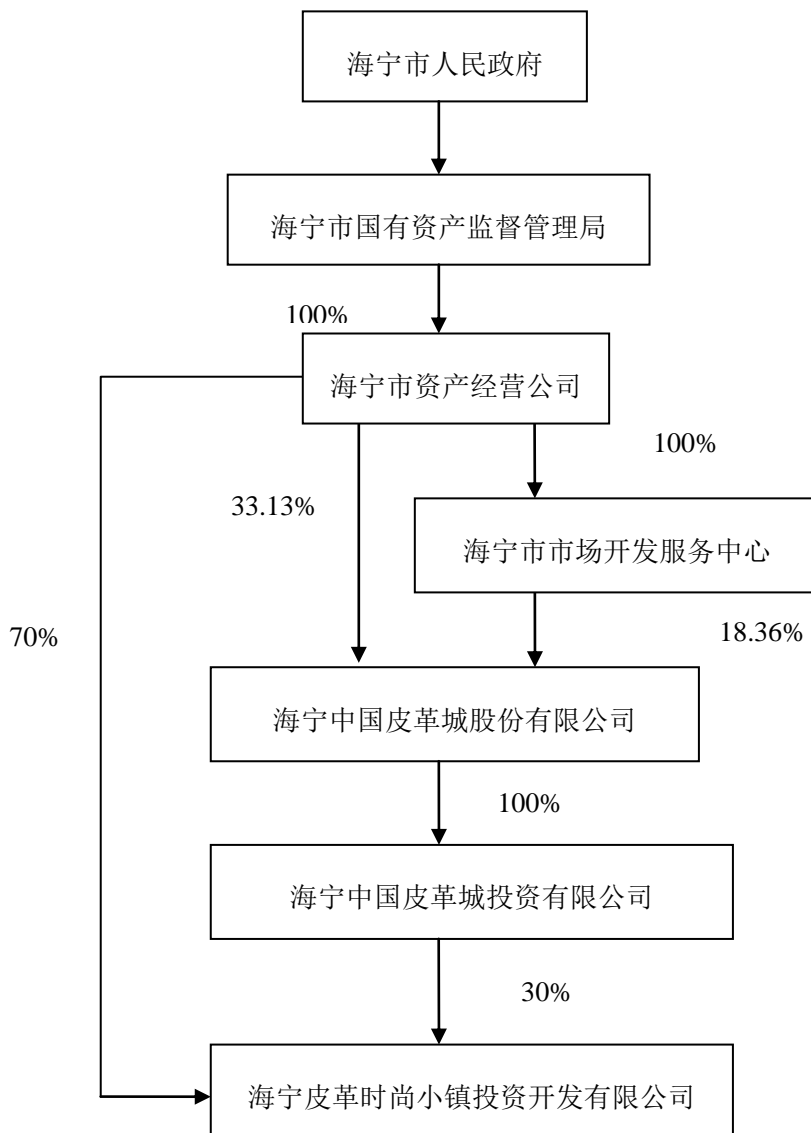 海宁市人民政府
海宁市国有资产监督管理局
100%
海宁市资产经营公司
100%
33.13%
海宁市市场开发服务中心
70%
18.36%
海宁中国皮革城股份有限公司
100%
海宁中国皮革城投资有限公司
30%
海宁皮革时尚小镇投资开发有限公司